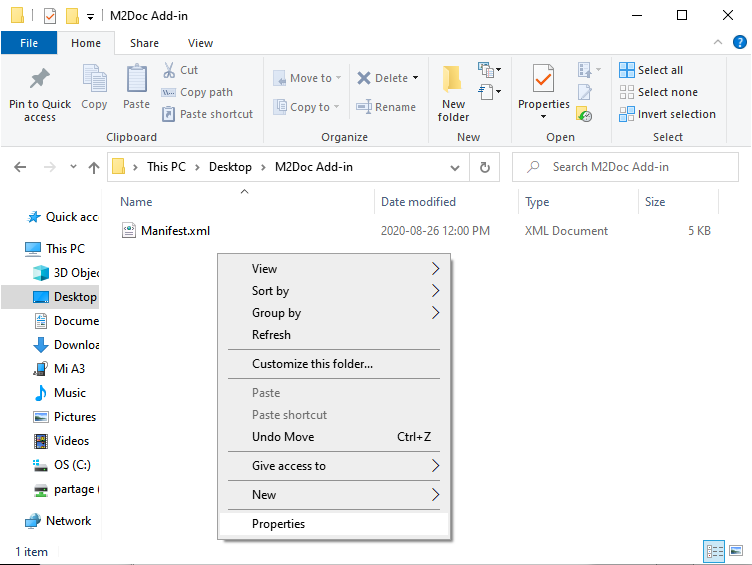 M2Doc Add-in
File Home Share View
Pin to Quick access
Copy
Paste
Cut
Copy path
Paste shortcut
Clipboard
Move to
Copy to
Delete
Rename
Organize
New folder
New
Properties
Open
Select all
Select none
Invert selection
Select
This PC > Desktop > M2Doc Add-in
Search M2Doc Add-in
Name Date modified Type Size
Manifest.xml 2020-08-26 12:00 PM XML Document 5 KB
Quick acc
This PC
3D Objec
Desktop
Docume
Downloa
Mi A3
Music
Pictures
Videos
OS (C:)
partage (
Network
View
Sort by
Group by
Refresh
Customize this folder...
Paste
Paste shortcut
Undo Move Ctrl+Z
Give access to
New
Properties
1 item